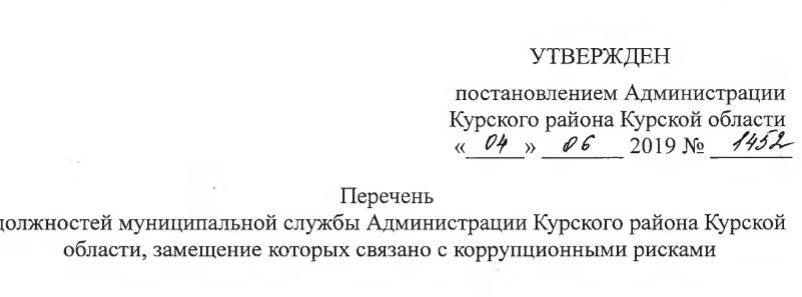 УТВЕРЖДЕН
постановлением Администрации
Курского района Курской области
«04» 06 2019 № 1452
Перечень
должностей муниципальной службы Администрации Курского района Курской
области, замещение которых связано с коррупционными рисками